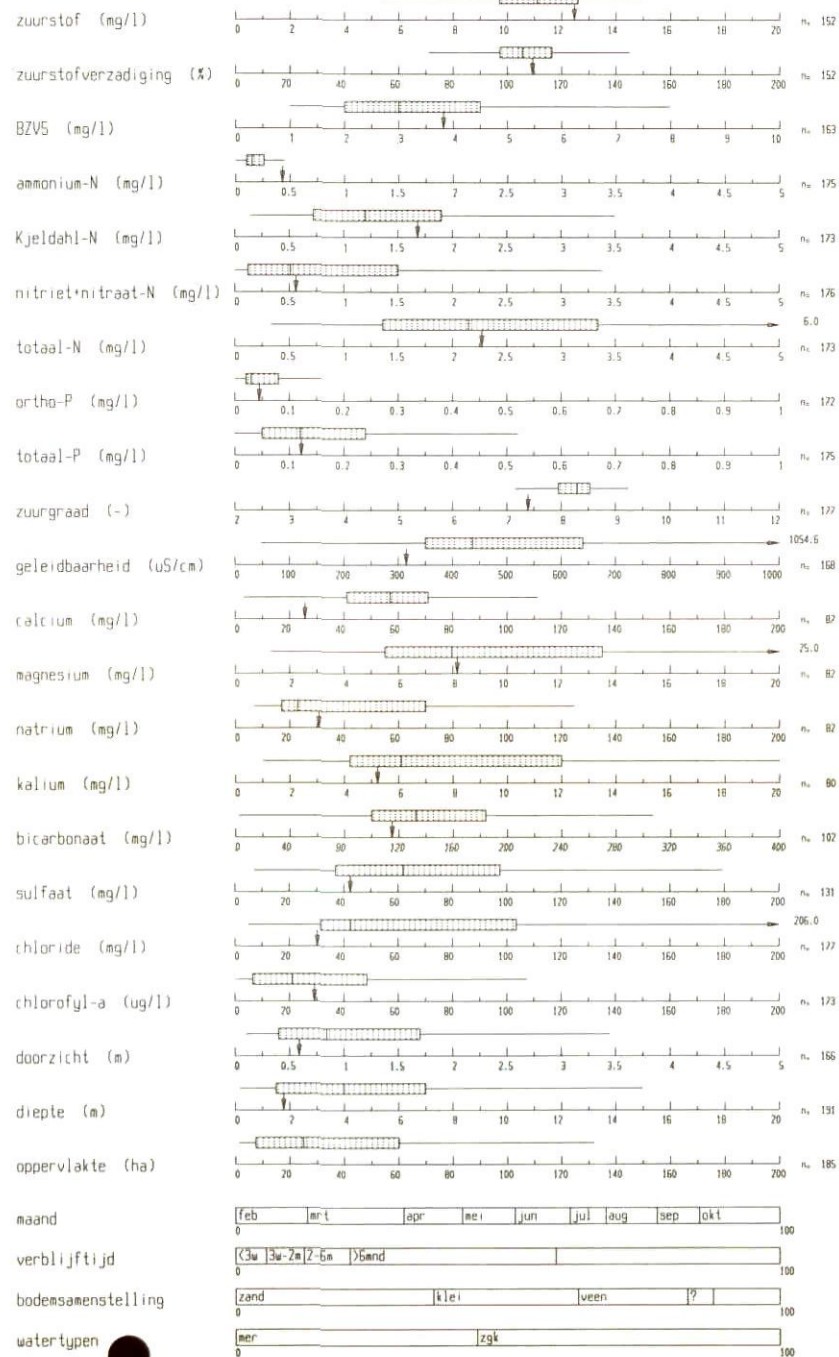 zuurstof (mg/l) 0 2 4 6 8 10 12 14 16 18 20 n= 152
zuurstofverzadiging (%) 0 20 40 60 80 100 120 140 160 180 200 n= 152
BZV5 (mg/l) 0 1 2 3 4 5 6 7 8 9 10 n= 163
ammonium-N (mg/l) 0 0.5 1 1.5 2 2.5 3 3.5 4 4.5 5 n= 175
Kjeldahl-N (mg/l) 0 0.5 1 1.5 2 2.5 3 3.5 4 4.5 5 n= 173
nitriet+nitraat-N (mg/l) 0 0.5 1 1.5 2 2.5 3 3.5 4 4.5 5 n= 176
6.0
totaal-N (mg/l) 0 0.5 1 1.5 2 2.5 3 3.5 4 4.5 5 n= 173
ortho-P (mg/l) 0 0.1 0.2 0.3 0.4 0.5 0.6 0.7 0.8 0.9 1 n= 172
totaal-P (mg/l) 0 0.1 0.2 0.3 0.4 0.5 0.6 0.7 0.8 0.9 1 n= 175
zuurgraad (-) 2 3 4 5 6 7 8 9 10 11 12 n= 177
1054.6
geleidbaarheid (uS/cm) 0 100 200 300 400 500 600 700 800 900 1000 n= 168
calcium (mg/l) 0 20 40 60 80 100 120 140 160 180 200 n= 82
25.0
magnesium (mg/l) 0 2 4 6 8 10 12 14 16 18 20 n= 82
natrium (mg/l) 0 20 40 60 80 100 120 140 160 180 200 n= 82
kalium (mg/l) 0 2 4 6 8 10 12 14 16 18 20 n= 80
bicarbonaat (mg/l) 0 40 80 120 160 200 240 280 320 360 400 n= 102
sulfaat (mg/l) 0 20 40 60 80 100 120 140 160 180 200 n= 131
206.0
chloride (mg/l) 0 20 40 60 80 100 120 140 160 180 200 n= 177
chlorofyl-a (ug/l) 0 20 40 60 80 100 120 140 160 180 200 n= 173
doorzicht (m) 0 0.5 1 1.5 2 2.5 3 3.5 4 4.5 5 n= 166
diepte (m) 0 2 4 6 8 10 12 14 16 18 20 n= 191
oppervlakte (ha) 0 20 40 60 80 100 120 140 160 180 200 n= 185
maand feb mrt apr mei jun jul aug sep okt
0 100
verblijftijd <3w 3w-2m 2-6m >6mnd
0 100
bodemsamenstelling zand klei veen ?
0 100
watertypen mer zgk
0 100